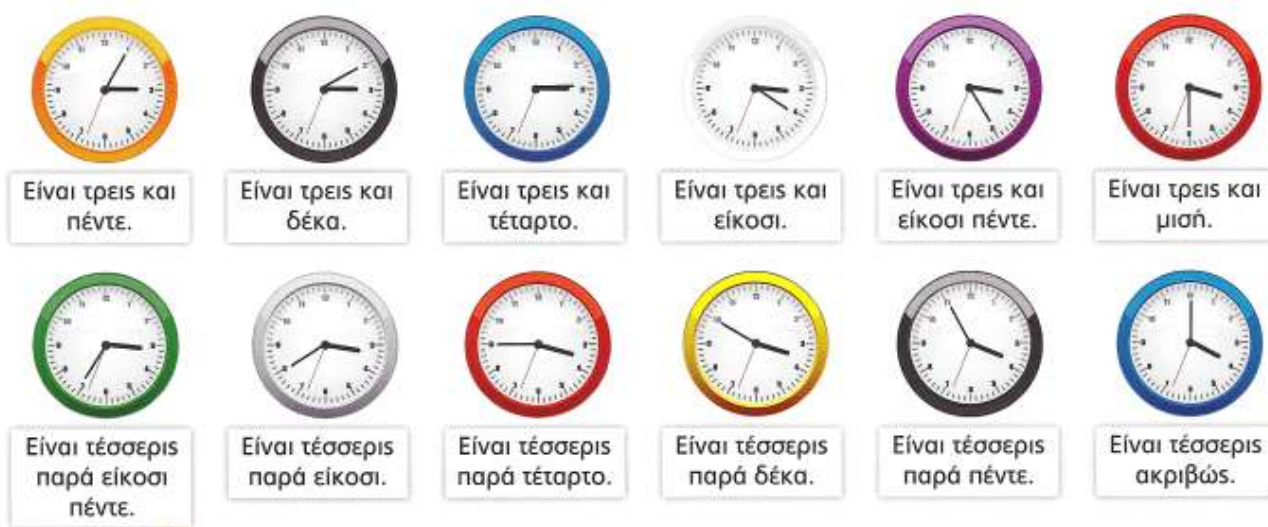 Είναι τρεις και
πέντε.
Είναι τρεις και
δέκα.
Είναι τρεις και
τέταρτο.
Είναι τρεις και
είκοσι.
Είναι τρεις και
είκοσι πέντε.
Είναι τρεις και
μισή.
Είναι τέσσερις
παρά είκοσι
πέντε.
Είναι τέσσερις
παρά είκοσι.
Είναι τέσσερις
παρά τέταρτο.
Είναι τέσσερις
παρά δέκα.
Είναι τέσσερις
παρά πέντε.
Είναι τέσσερις
ακριβώς.